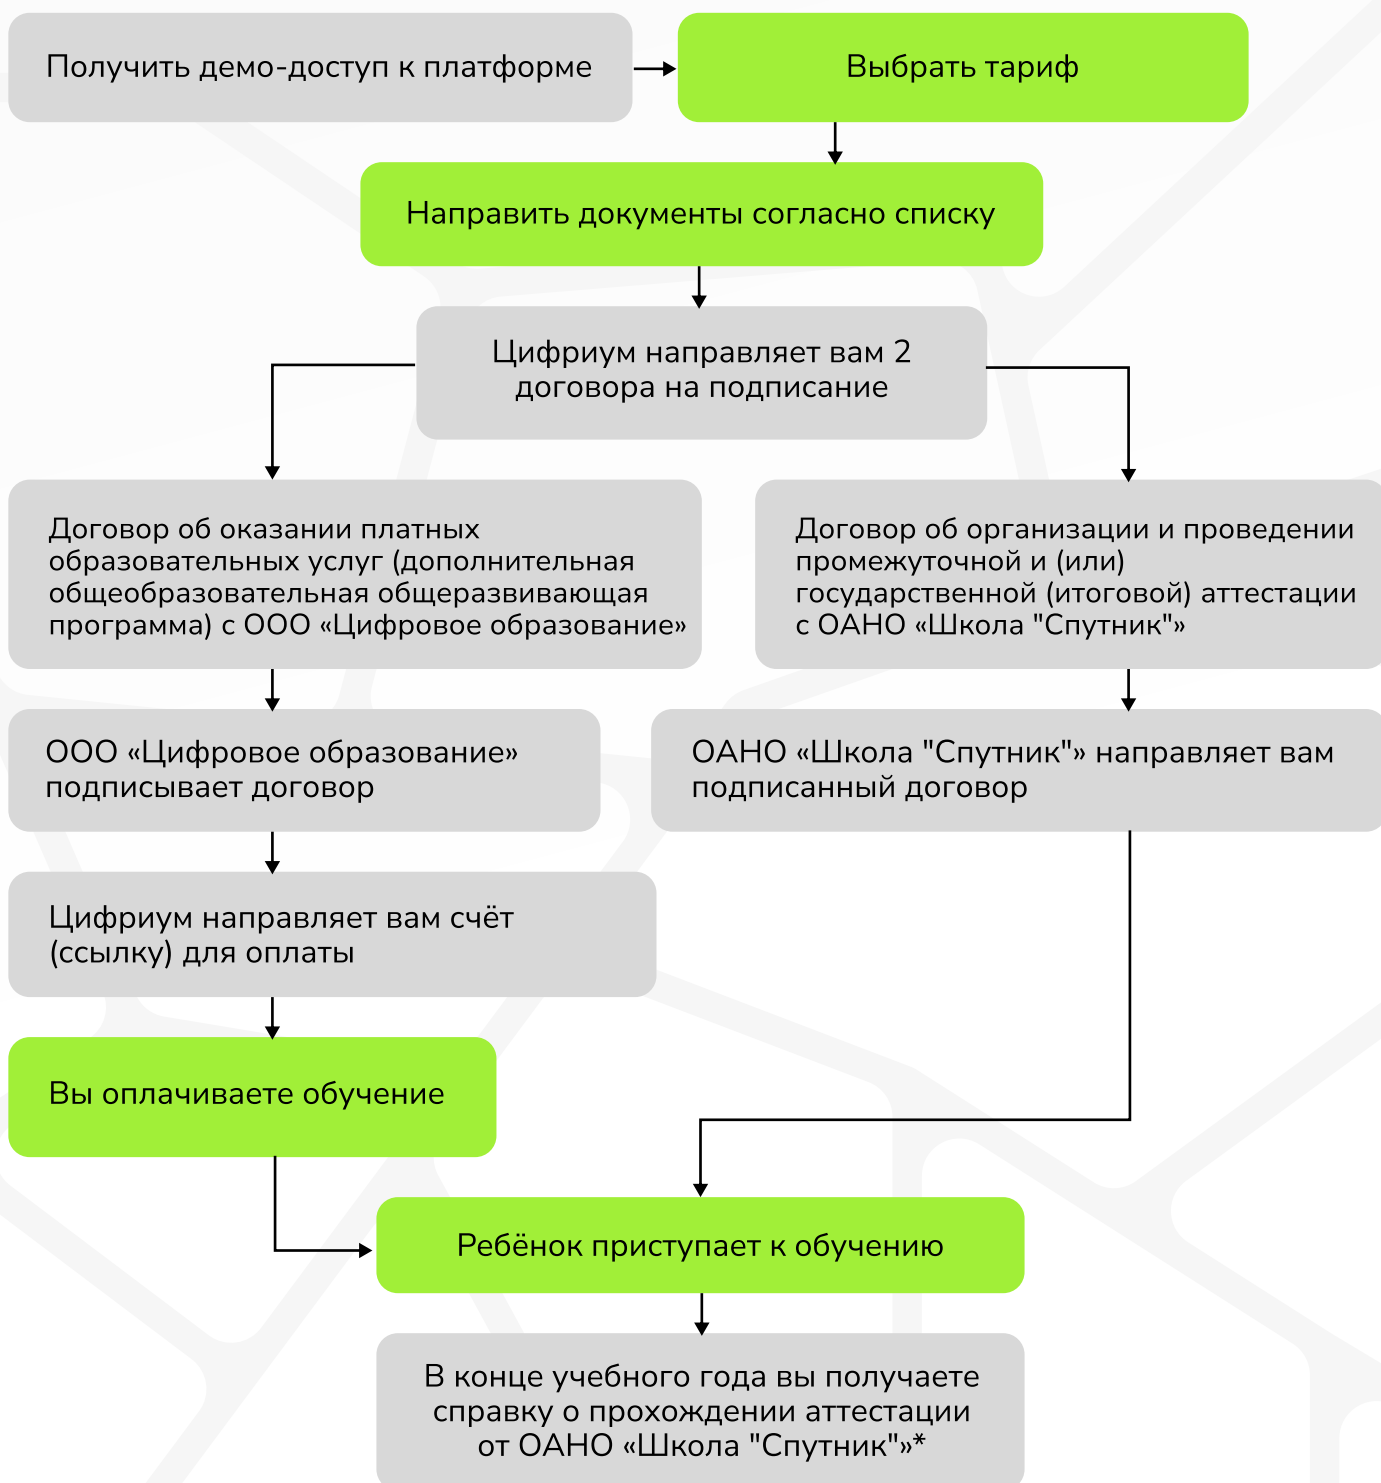 Получить демо-доступ к платформе
Выбрать тариф
Направить документы согласно списку
Цифриум направляет вам 2
договора на подписание
Договор об оказании платных
образовательных услуг (дополнительная
общеобразовательная общеразвивающая
программа) с ООО «Цифровое образование»
Договор об организации и проведении
промежуточной и (или)
государственной (итоговой) аттестации
с ОАНО «Школа "Спутник"»
ООО «Цифровое образование»
подписывает договор
ОАНО «Школа "Спутник"» направляет вам
подписанный договор
Цифриум направляет вам счёт
(ссылку) для оплаты
Вы оплачиваете обучение
Ребёнок приступает к обучению
В конце учебного года вы получаете
справку о прохождении аттестации
от ОАНО «Школа "Спутник"»*